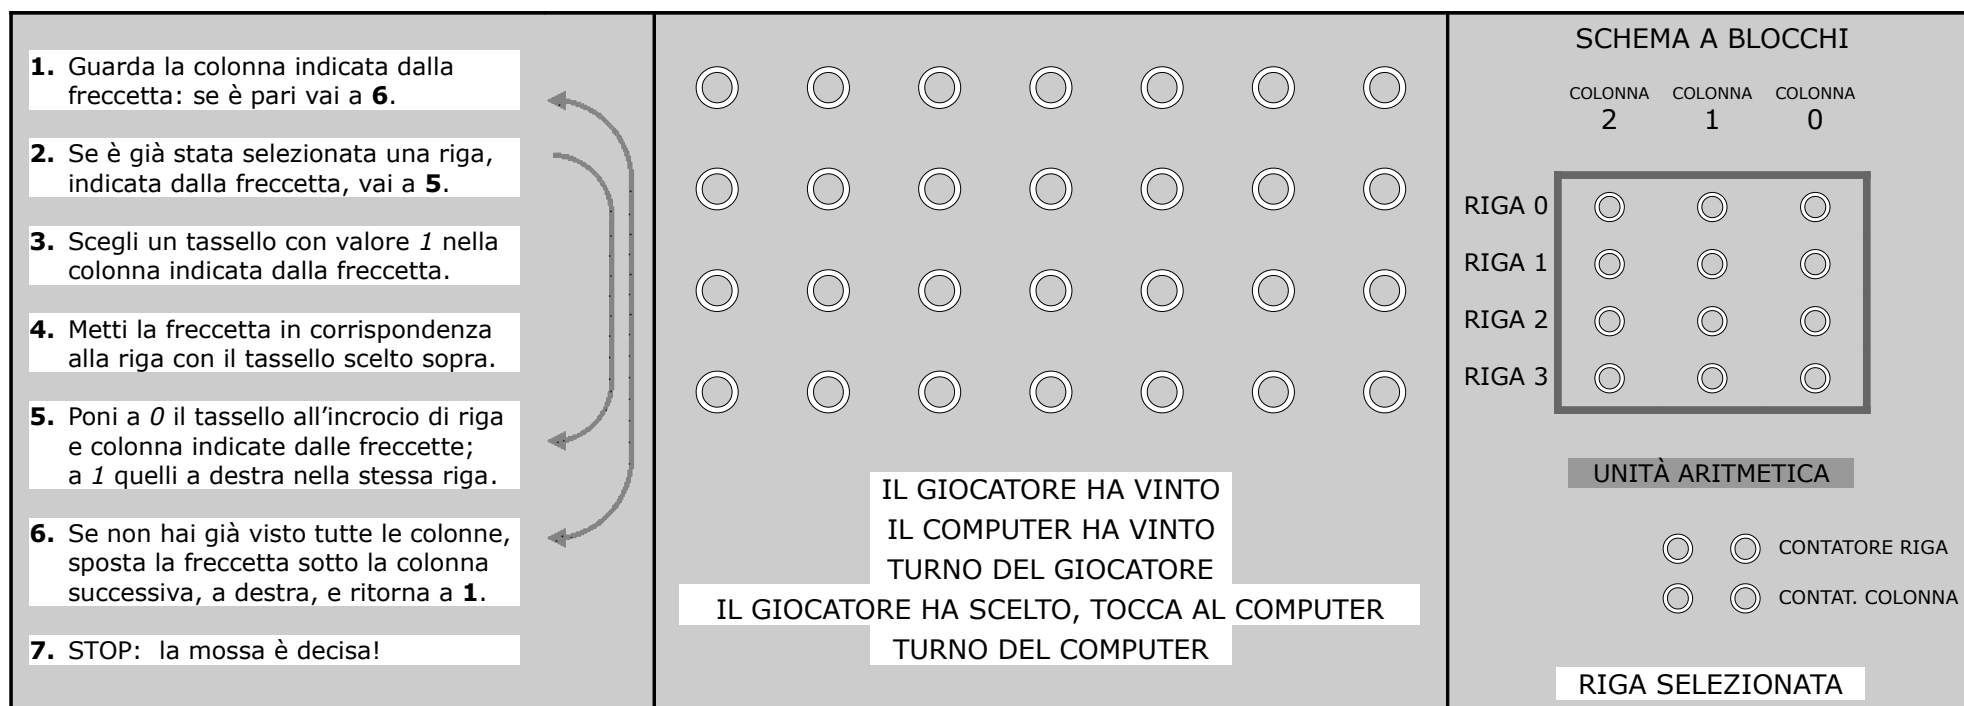 1. Guarda la colonna indicata dalla
freccetta: se è pari vai a 6.
2. Se è già stata selezionata una riga,
indicata dalla freccetta, vai a 5.
3. Scegli un tassello con valore 1 nella
colonna indicata dalla freccetta.
4. Metti la freccetta in corrispondenza
alla riga con il tassello scelto sopra.
5. Poni a 0 il tassello all'incrocio di riga
e colonna indicate dalle freccette;
a 1 quelli a destra nella stessa riga.
6. Se non hai già visto tutte le colonne,
sposta la freccetta sotto la colonna
successiva, a destra, e ritorna a 1.
7. STOP: la mossa è decisa!
IL GIOCATORE HA VINTO
IL COMPUTER HA VINTO
TURNO DEL GIOCATORE
IL GIOCATORE HA SCELTO, TOCCA AL COMPUTER
TURNO DEL COMPUTER
SCHEMA A BLOCCHI
COLONNA COLONNA COLONNA
2 1 0
RIGA 0
RIGA 1
RIGA 2
RIGA 3
UNITÀ ARITMETICA
CONTATORE RIGA
CONTAT. COLONNA
RIGA SELEZIONATA